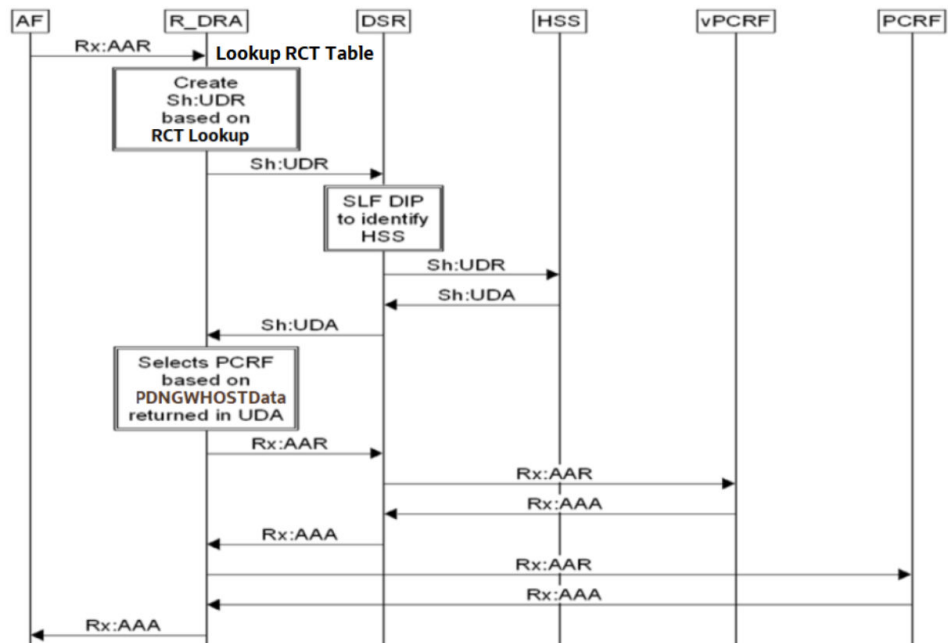 AF R_DRA DSR HSS vPCRF PCRF
Rx:AAR Lookup RCT Table
Create
Sh:UDR
based on
RCT Lookup
Sh:UDR
SLF DIP
to identify
HSS
Sh:UDR
Sh:UDA
Sh:UDA
Selects PCRF
based on
PDNGWHOSTData
returned in UDA
Rx:AAR
Rx:AAR
Rx:AAA
Rx:AAA
Rx:AAR
Rx:AAA
Rx:AAA